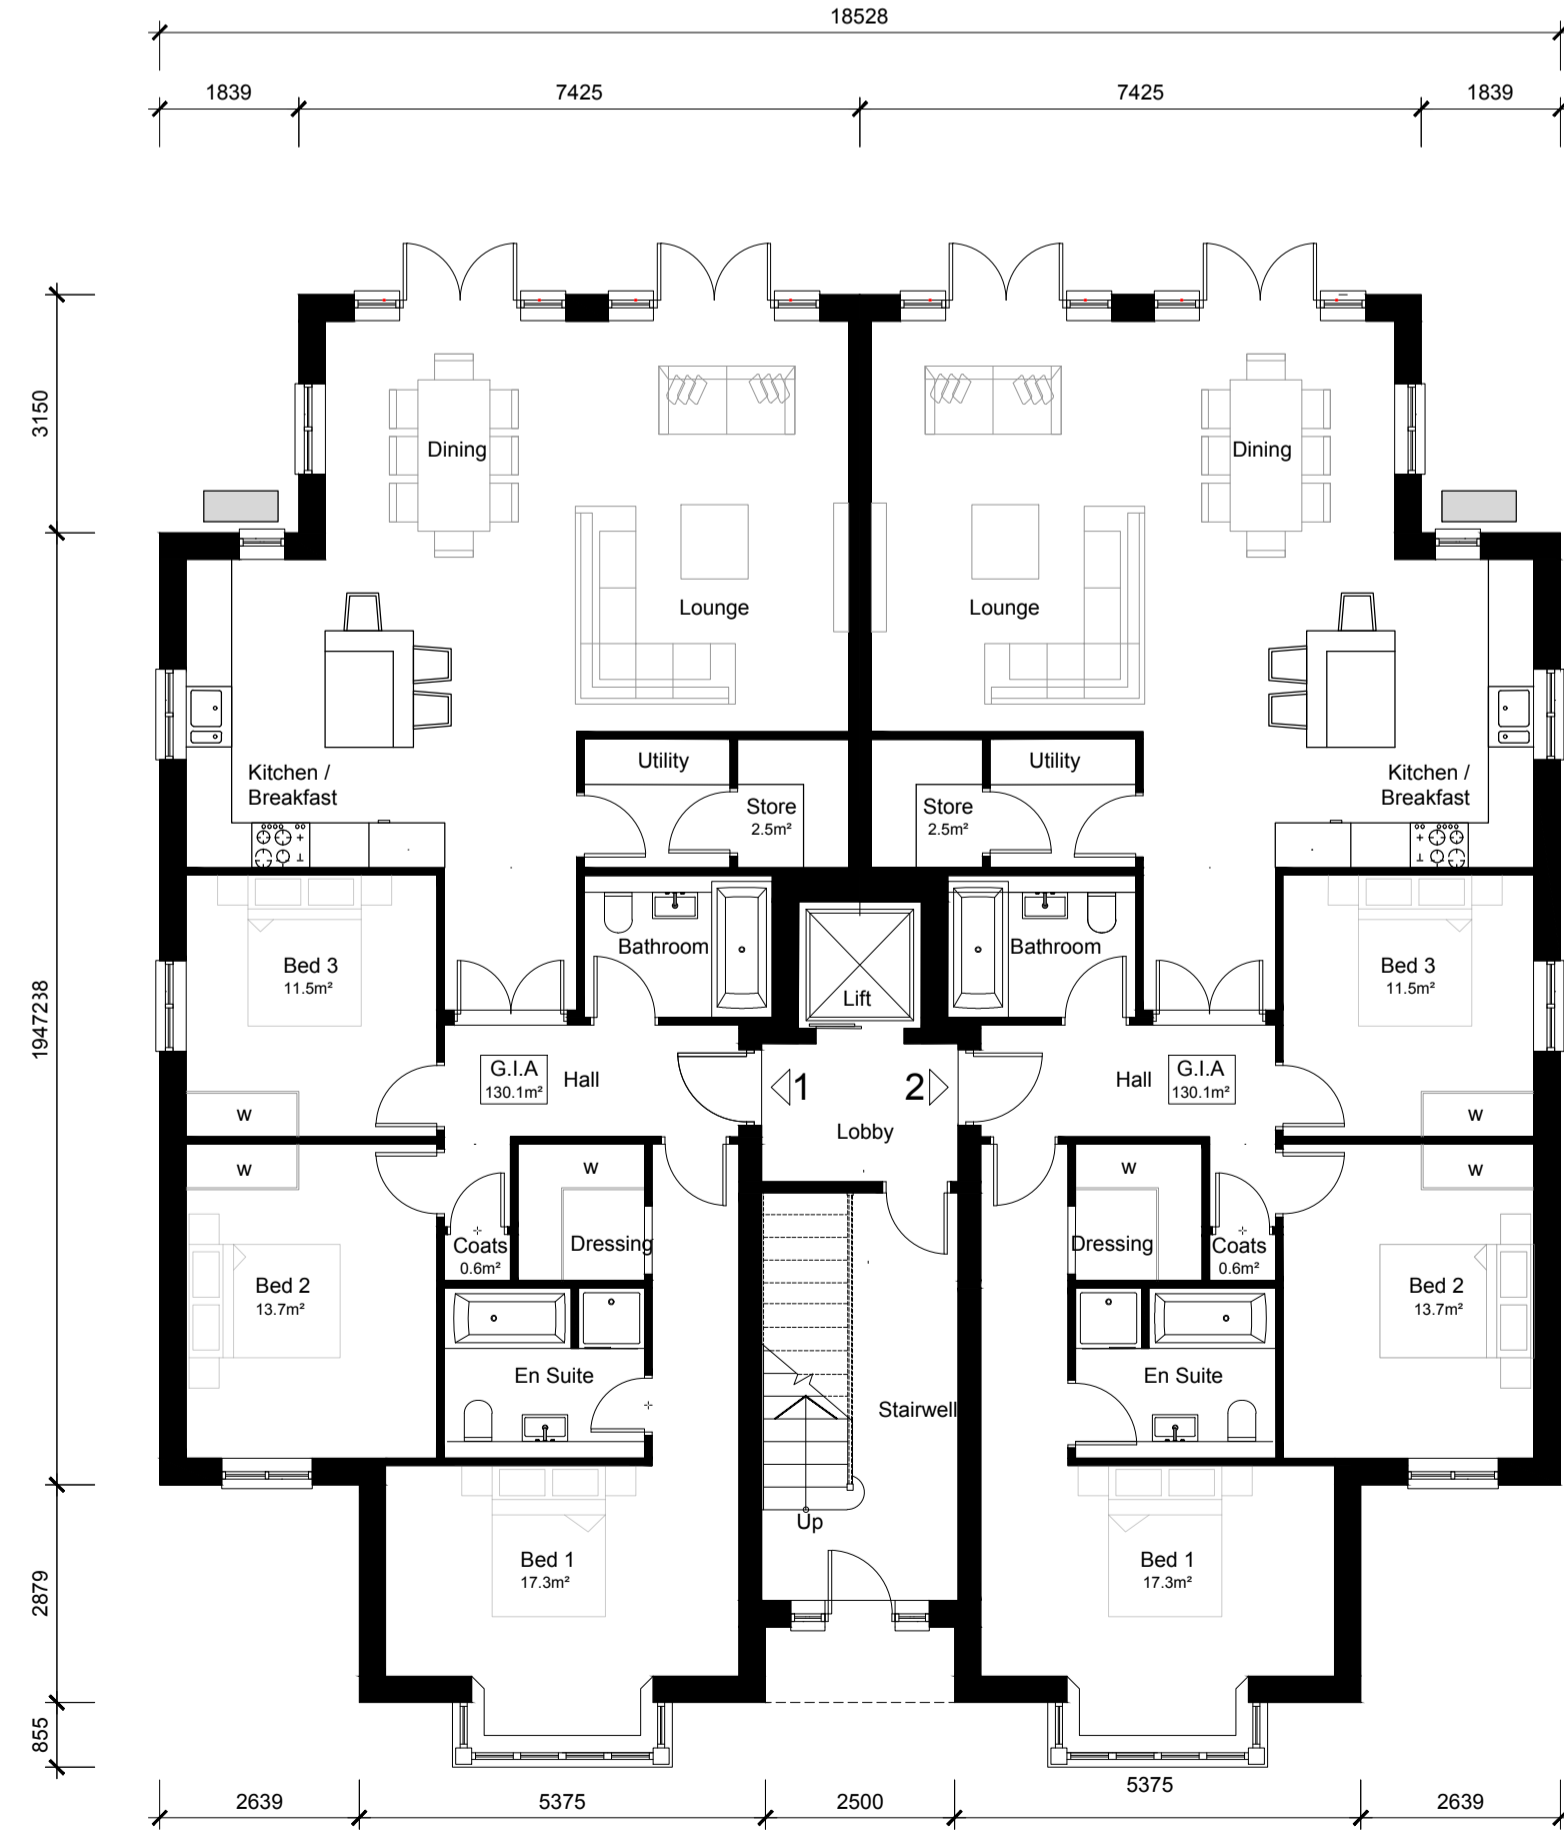 18528
1839
7425
7425
1839
3150
Dining
Dining
Lounge
Lounge
Kitchen /
Breakfast
Utility
Utility
Kitchen /
Breakfast
Store
2.5m²
Store
2.5m²
Bathroom
Bathroom
Bed 3
11.5m²
Lift
Bed 3
11.5m²
1947238
G.I.A
130.1m²
Hall
1
2
Hall
G.I.A
130.1m²
w
Lobby
w
w
w
w
w
Coats
0.6m²
Dressing
Dressing
Coats
0.6m²
Bed 2
13.7m²
Bed 2
13.7m²
En Suite
En Suite
Stairwell
Up
Bed 1
17.3m²
Bed 1
17.3m²
2879
855
2639
5375
2500
5375
2639